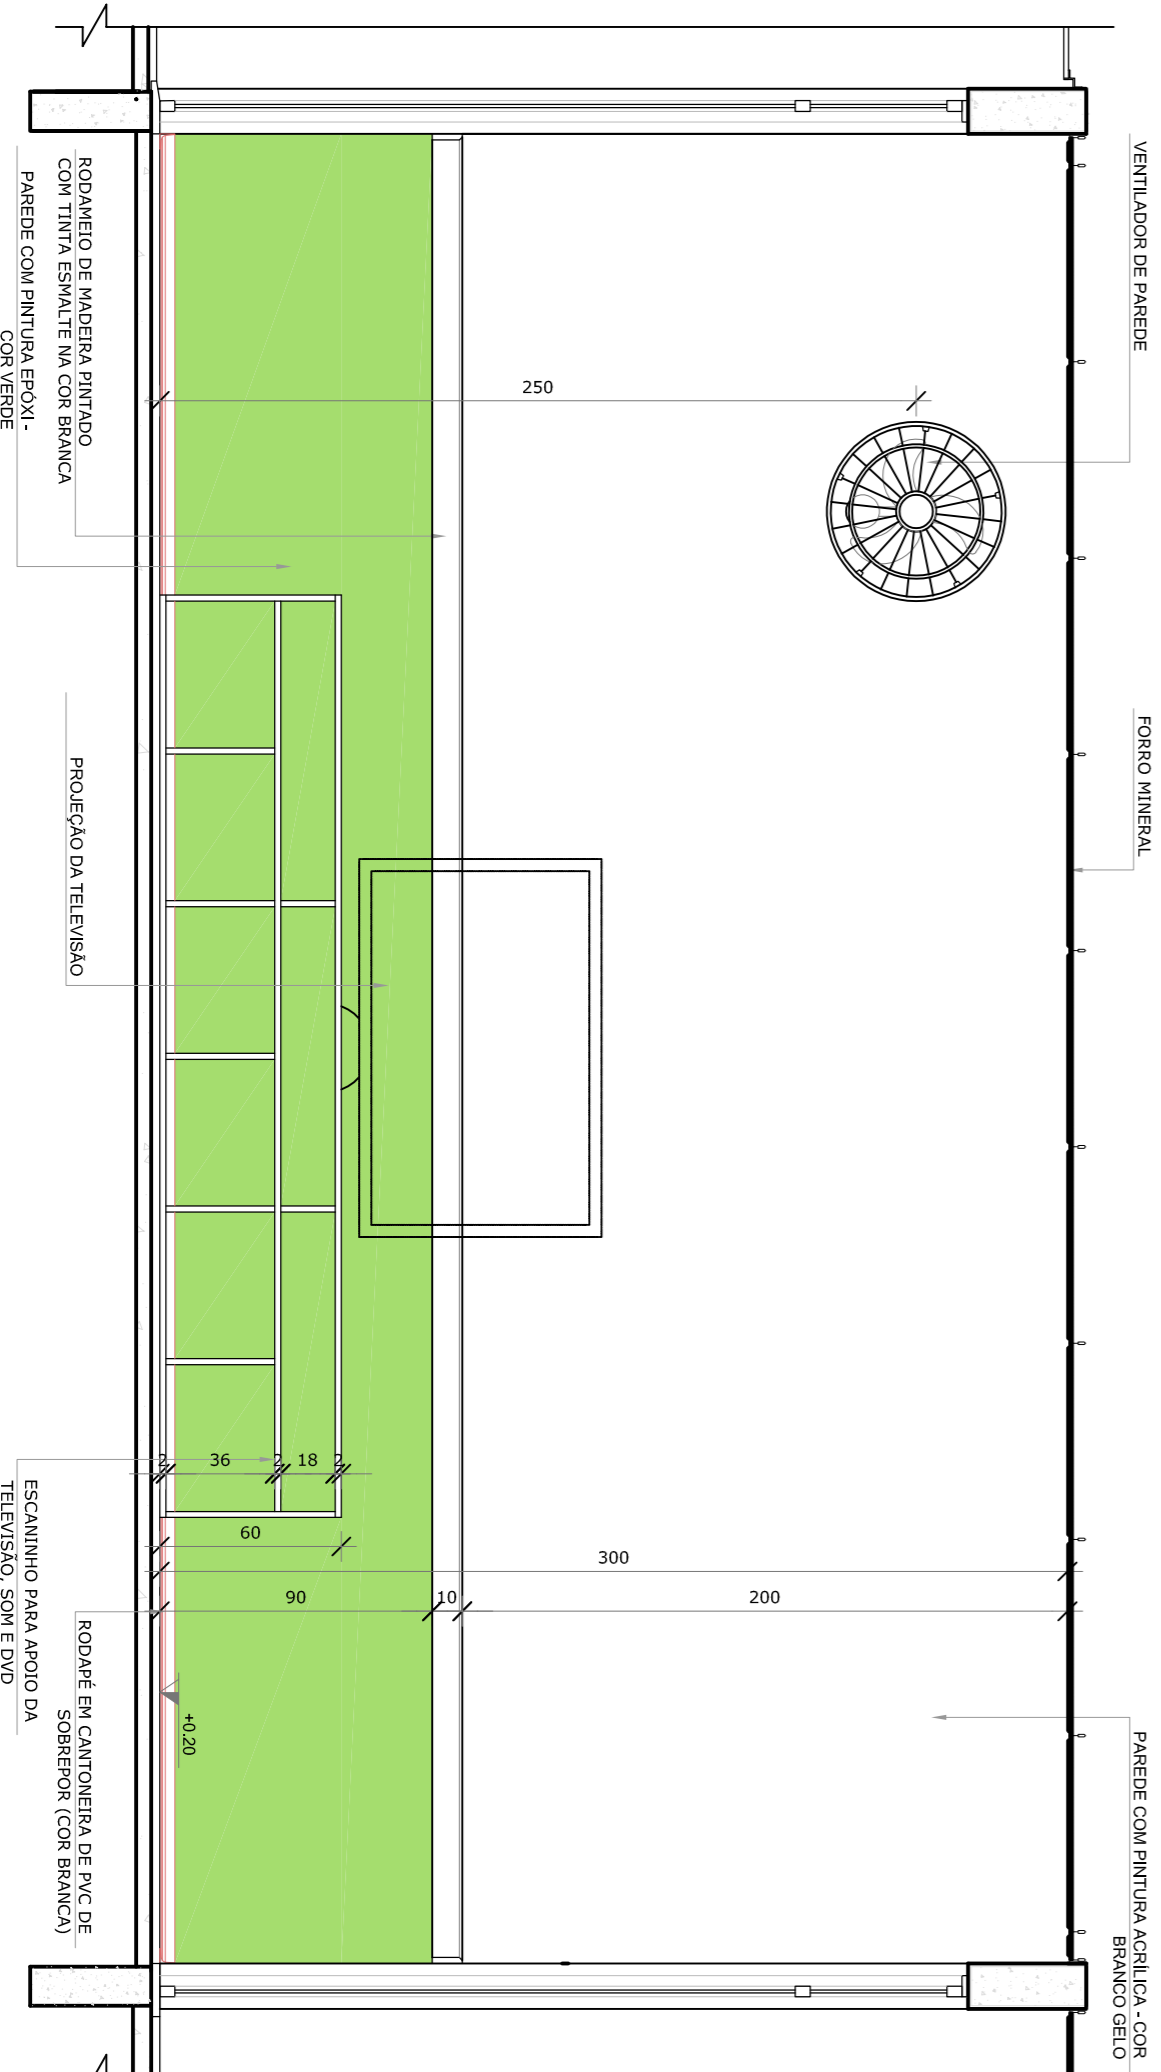 VENTILADOR DE PAREDE
FORRO MINERAL
PAREDE COM PINTURA ACRÍLICA - COR
BRANCO GELO
250
2
36
2
18
2
60
300
90
10
200
+0.20
RODAMEIO DE MADEIRA PINTADO
COM TINTA ESMALTE NA COR BRANCA
PAREDE COM PINTURA EPÓXI -
COR VERDE
PROJEÇÃO DA TELEVISÃO
ESCANINHO PARA APOIO DA
TELEVISÃO, SOM E DVD
RODAPÉ EM CANTONEIRA DE PVC DE
SOBREPOR (COR BRANCA)